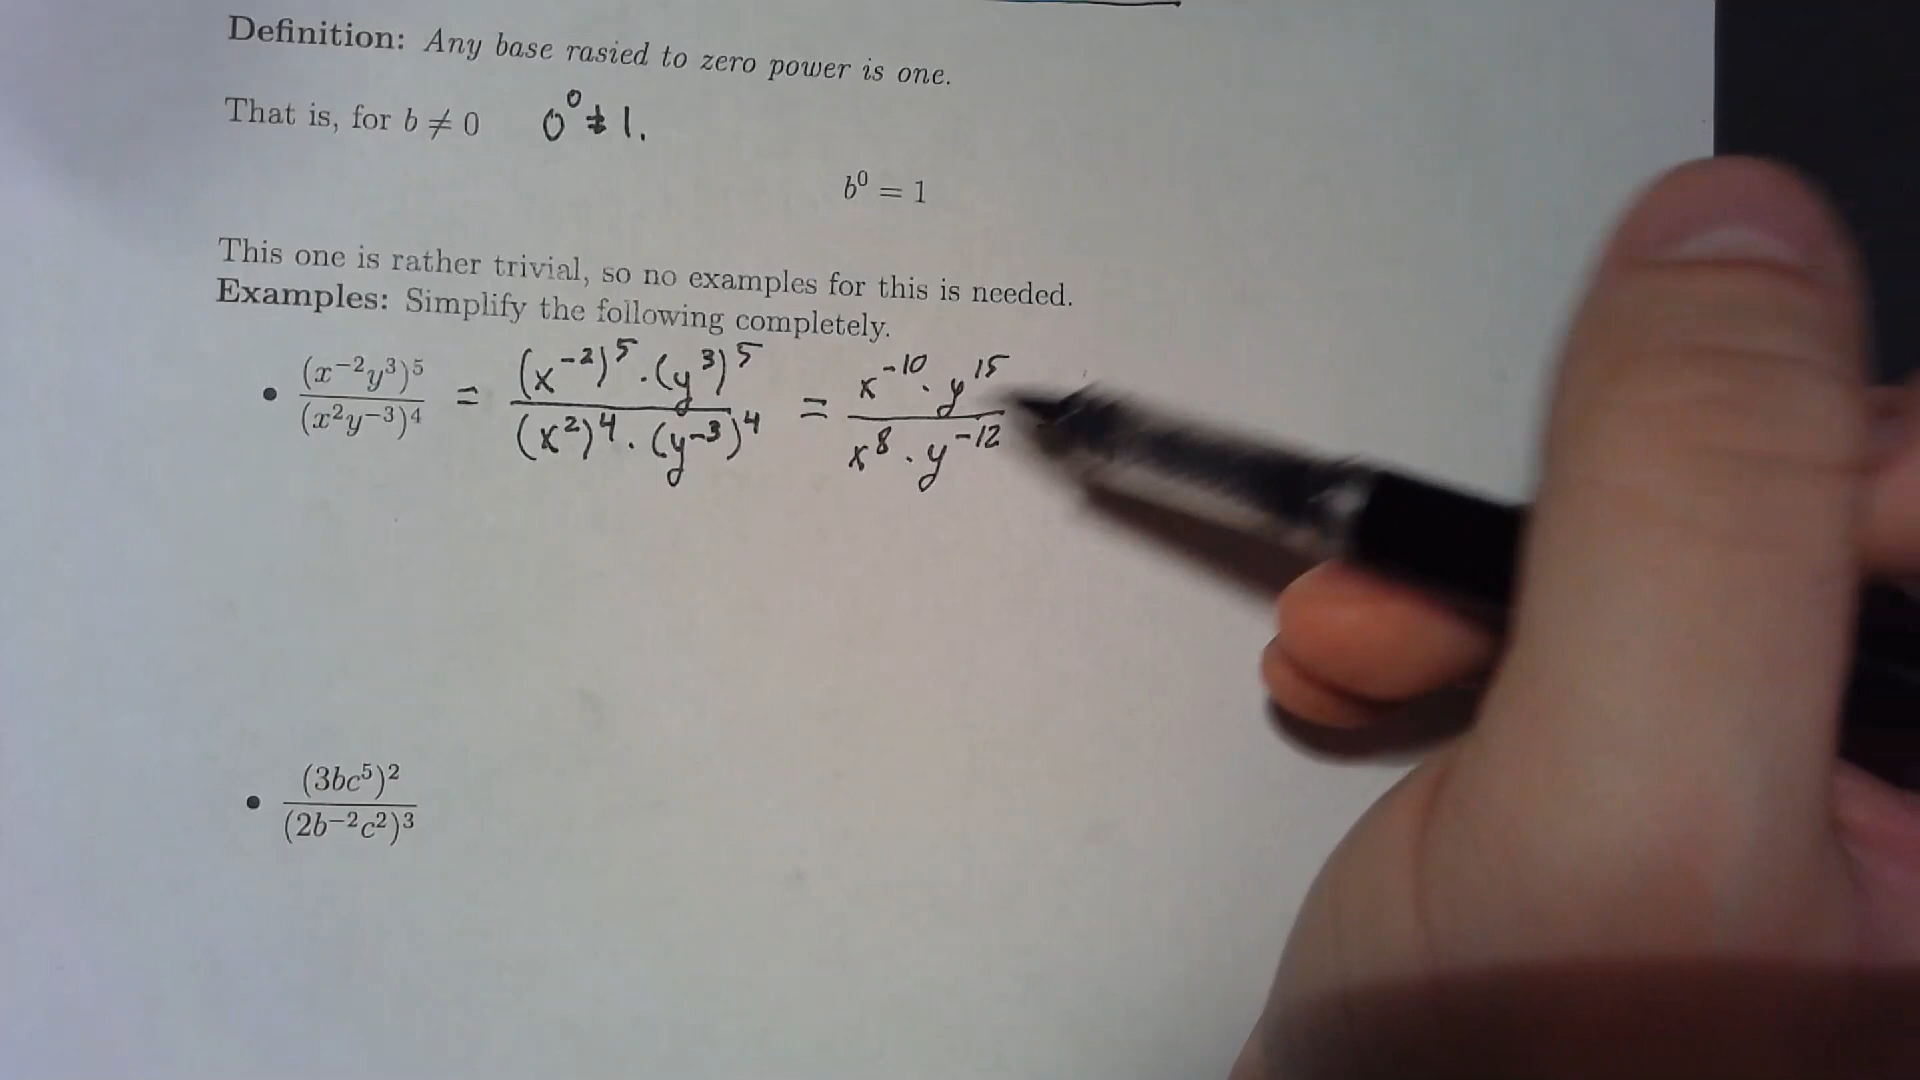 Definition: Any base rasied to zero power is one.
That is, for b ≠ 0 0⁰ ≠ 1.
b⁰ = 1
This one is rather trivial, so no examples for this is needed.
Examples: Simplify the following completely.
• (x⁻²y³)⁵/(x²y⁻³)⁴ = (x⁻²)⁵·(y³)⁵/(x²)⁴·(y⁻³)⁴ = x⁻¹⁰·y¹⁵/x⁸·y⁻¹²
• (3bc⁵)²/(2b⁻²c²)³